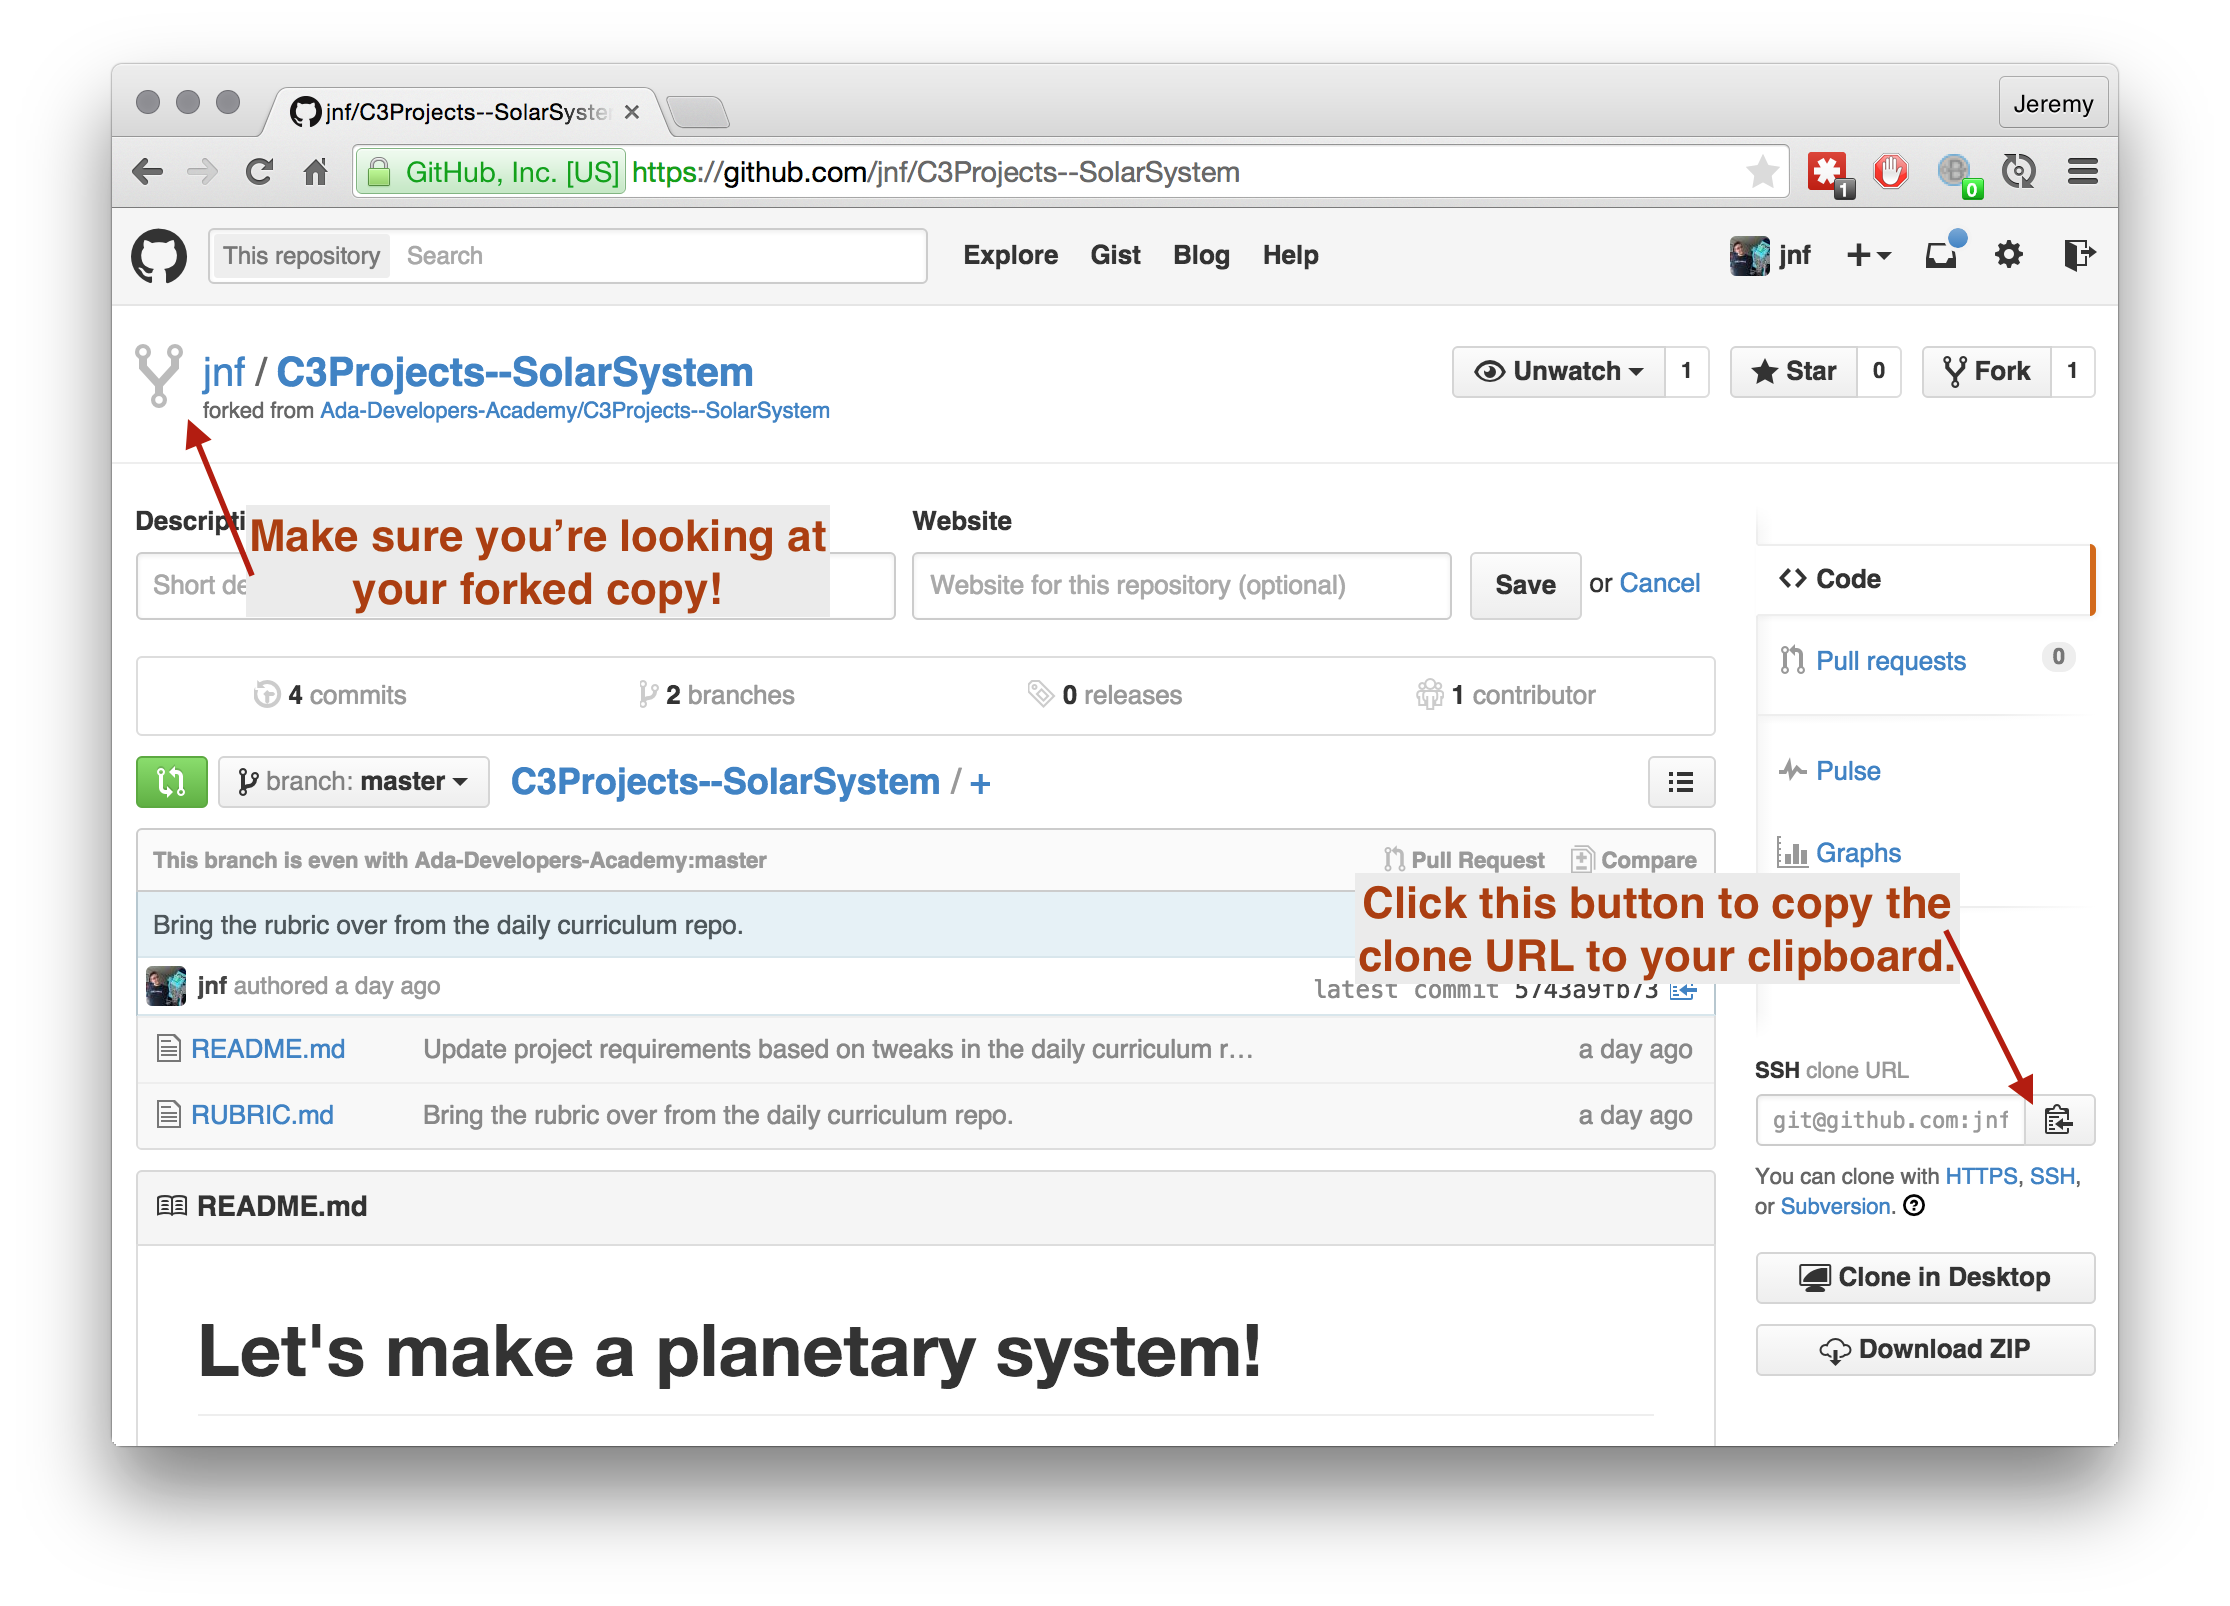 jnf/C3Projects--SolarSyste
Jeremy
GitHub, Inc. [US] https://github.com/jnf/C3Projects--SolarSystem
1
0
This repository Search Explore Gist Blog Help jnf
jnf / C3Projects--SolarSystem
Unwatch 1 Star 0 Fork 1
forked from Ada-Developers-Academy/C3Projects--SolarSystem
Descripti Website
Make sure you’re looking at
your forked copy!
Short de
Website for this repository (optional) Save or Cancel
Code
Pull requests 0
4 commits 2 branches 0 releases 1 contributor
branch: master C3Projects--SolarSystem / +
Pulse
Graphs
This branch is even with Ada-Developers-Academy:master Pull Request Compare
Click this button to copy the
clone URL to your clipboard.
Bring the rubric over from the daily curriculum repo.
jnf authored a day ago latest commit 5743a9fb73
README.md Update project requirements based on tweaks in the daily curriculum r…
a day ago
RUBRIC.md Bring the rubric over from the daily curriculum repo. a day ago
SSH clone URL
git@github.com:jnf
You can clone with HTTPS, SSH,
or Subversion.
Clone in Desktop
Download ZIP
README.md
Let's make a planetary system!